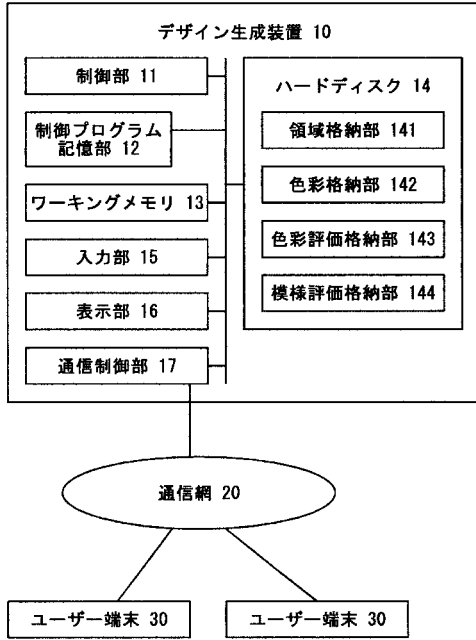 デザイン生成装置 10
制御部 11
制御プログラム
記憶部 12
ワーキングメモリ 13
入力部 15
表示部 16
通信制御部 17
ハードディスク 14
領域格納部 141
色彩格納部 142
色彩評価格納部 143
模様評価格納部 144
通信網 20
ユーザー端末 30
ユーザー端末 30